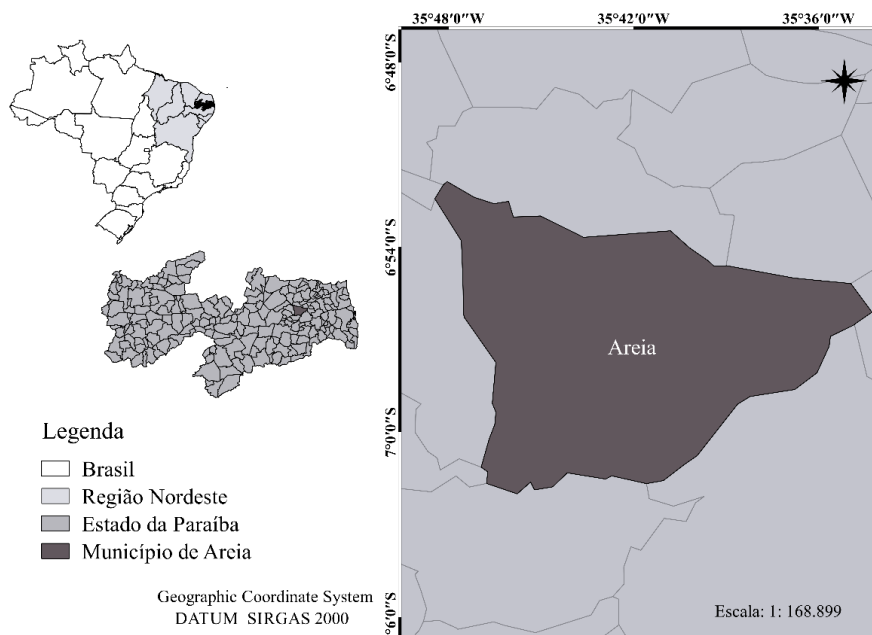 35°48'0"W
35°42'0"W
35°36'0"W
6°48'0"S
6°54'0"S
7°0'0"S
°6'0"S
Areia
Legenda
Brasil
Região Nordeste
Estado da Paraíba
Município de Areia
Geographic Coordinate System
DATUM SIRGAS 2000
Escala: 1: 168.899